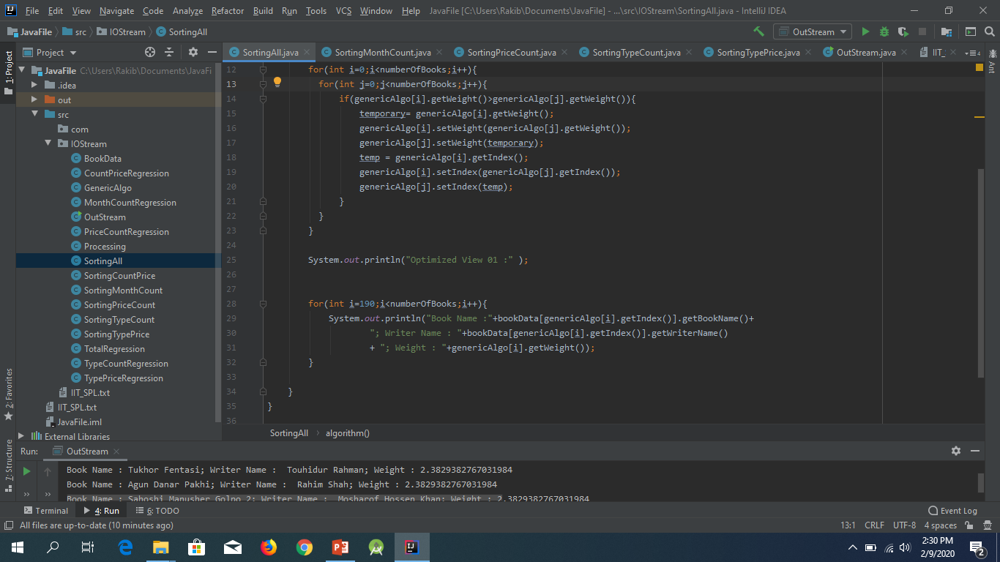 File Edit View Navigate Code Analyze Refactor Build Run Tools VCS Window Help JavaFile [C:\Users\Rakib\Documents\JavaFile] - ...\src\IOStream\SortingAll.java - IntelliJ IDEA
JavaFile src IOStream SortingAll OutStream
1: Project
Project
SortingAll.java SortingMonthCount.java SortingPriceCount.java SortingTypeCount.java SortingTypePrice.java OutStream.java IIT_
4
Ant
JavaFile C:\Users\Rakib\Documents\JavaFi
.idea
out
src
com
IOStream
BookData
CountPriceRegression
GenericAlgo
MonthCountRegression
OutStream
PriceCountRegression
Processing
SortingAll
SortingCountPrice
SortingMonthCount
SortingPriceCount
SortingTypeCount
SortingTypePrice
TotalRegression
TypeCountRegression
TypePriceRegression
IIT_SPL.txt
IIT_SPL.txt
JavaFile.iml
External Libraries
12 for(int i=0;i<numberOfBooks;i++){
13 for(int j=0;j<numberOfBooks;j++){
14 if(genericAlgo[i].getWeight()>genericAlgo[j].getWeight()){
15 temporary= genericAlgo[i].getWeight();
16 genericAlgo[i].setWeight(genericAlgo[j].getWeight());
17 genericAlgo[j].setWeight(temporary);
18 temp = genericAlgo[i].getIndex();
19 genericAlgo[i].setIndex(genericAlgo[j].getIndex());
20 genericAlgo[j].setIndex(temp);
21 }
22 }
23 }
24
25 System.out.println("Optimized View 01 :" );
26
27
28 for(int i=190;i<numberOfBooks;i++){
29 System.out.println("Book Name :"+bookData[genericAlgo[i].getIndex()].getBookName()+
30 "; Writer Name : "+bookData[genericAlgo[i].getIndex()].getWriterName()
31 + "; Weight : "+genericAlgo[i].getWeight());
32 }
33
34 }
35 }
36
SortingAll › algorithm()
2: Favorites
7: Structure
Run: OutStream
Book Name : Tukhor Fentasi; Writer Name :  Touhidur Rahman; Weight : 2.3829382767031984
Book Name : Agun Danar Pakhi; Writer Name :  Rahim Shah; Weight : 2.3829382767031984
Book Name : Sahoshi Manusher Golpo 2; Writer Name :  Mosharof Hossen Khan; Weight : 2.3829382767031984
Terminal 4: Run 6: TODO Event Log
All files are up-to-date (10 minutes ago) 13:1 CRLF UTF-8 4 spaces
2:30 PM
2/9/2020
2